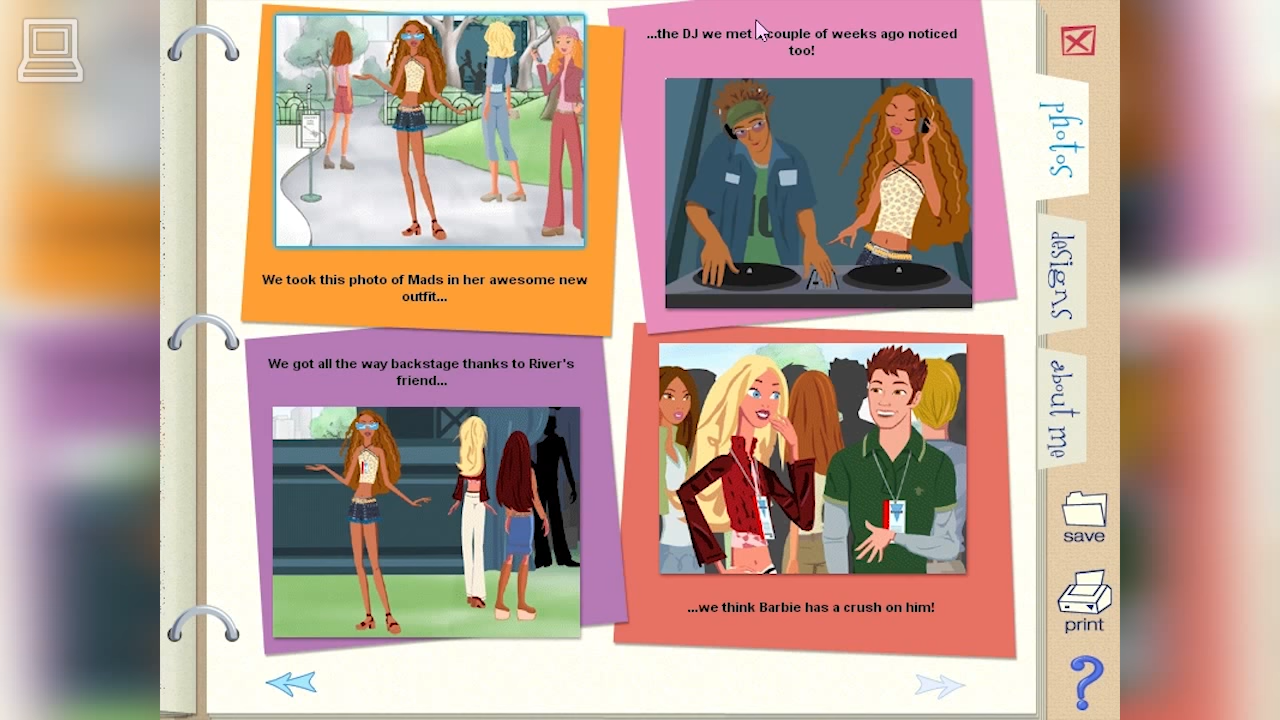 We took this photo of Mads in her awesome new
outfit...
...the DJ we met a couple of weeks ago noticed
too!
We got all the way backstage thanks to River's
friend...
...we think Barbie has a crush on him!
photos
designs
about me
save
print
?